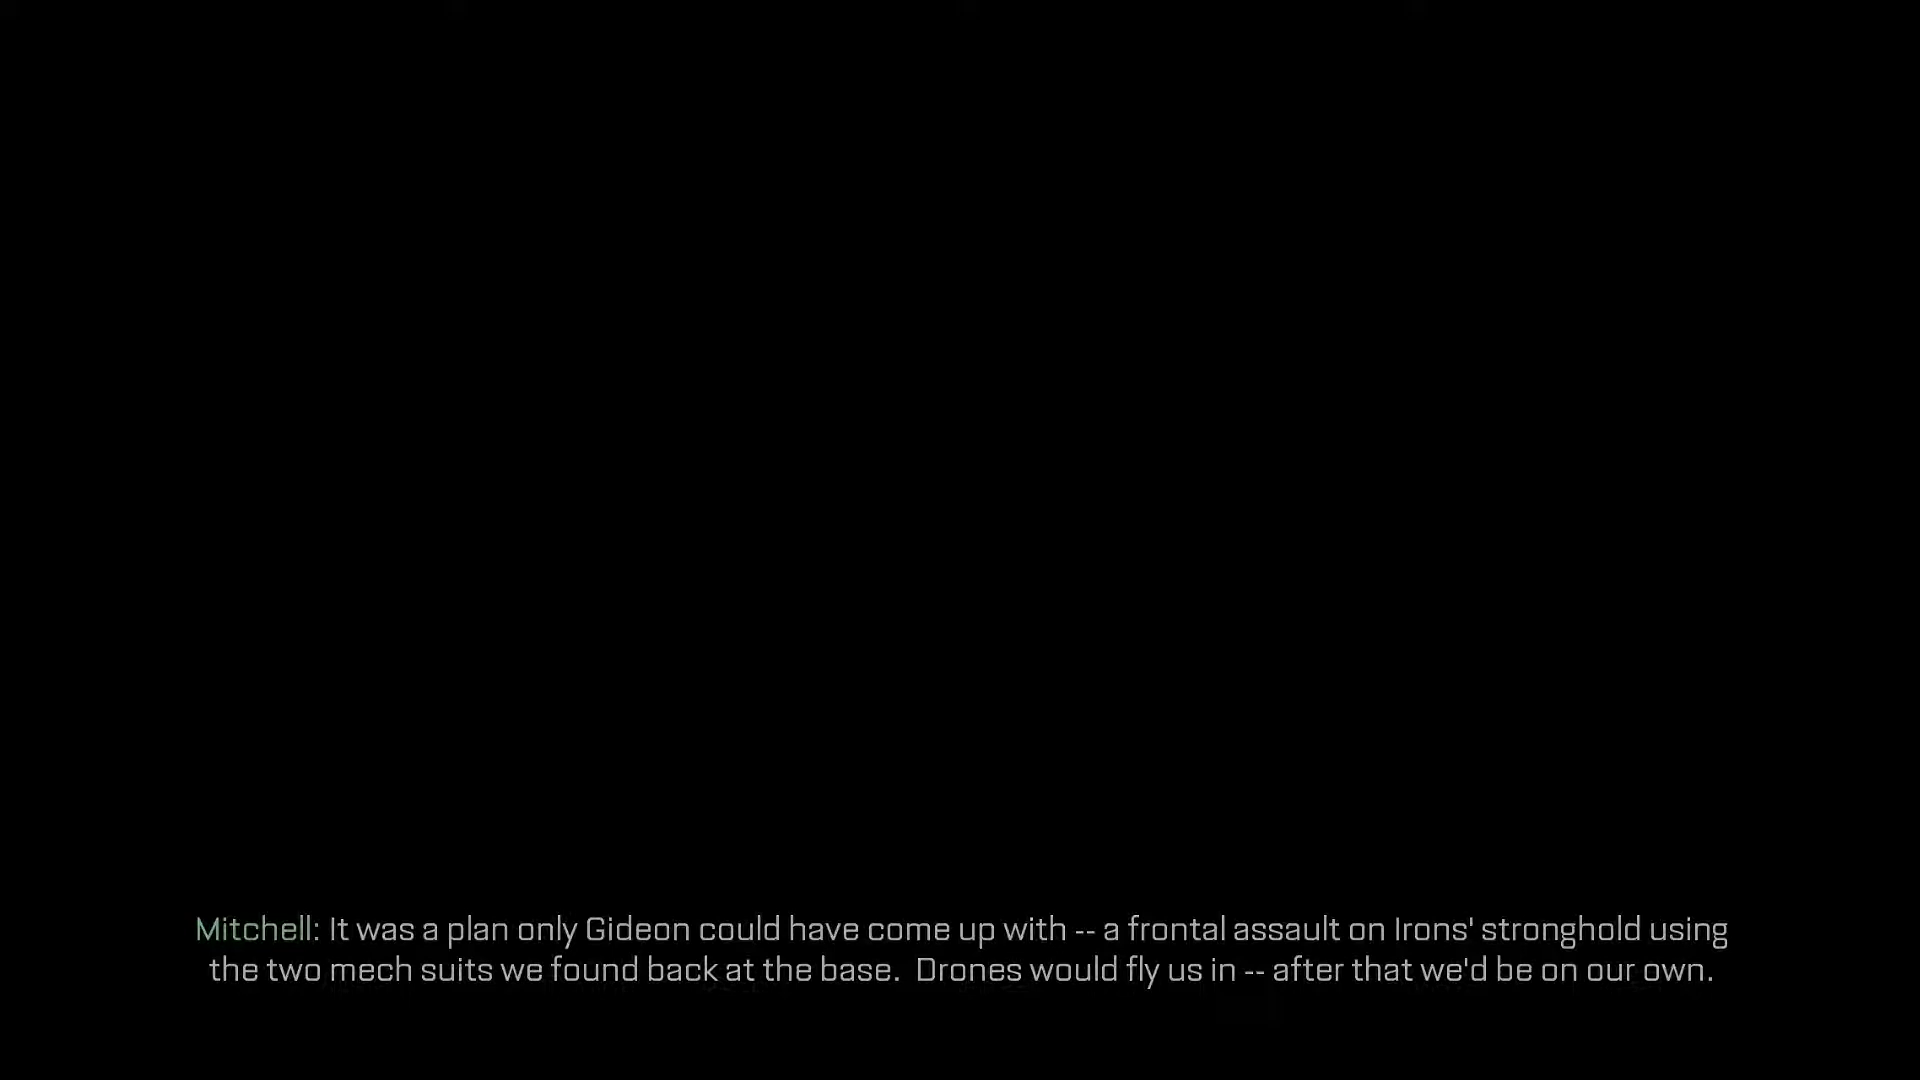 Mitchell: It was a plan only Gideon could have come up with -- a frontal assault on Irons' stronghold using
the two mech suits we found back at the base.  Drones would fly us in -- after that we'd be on our own.